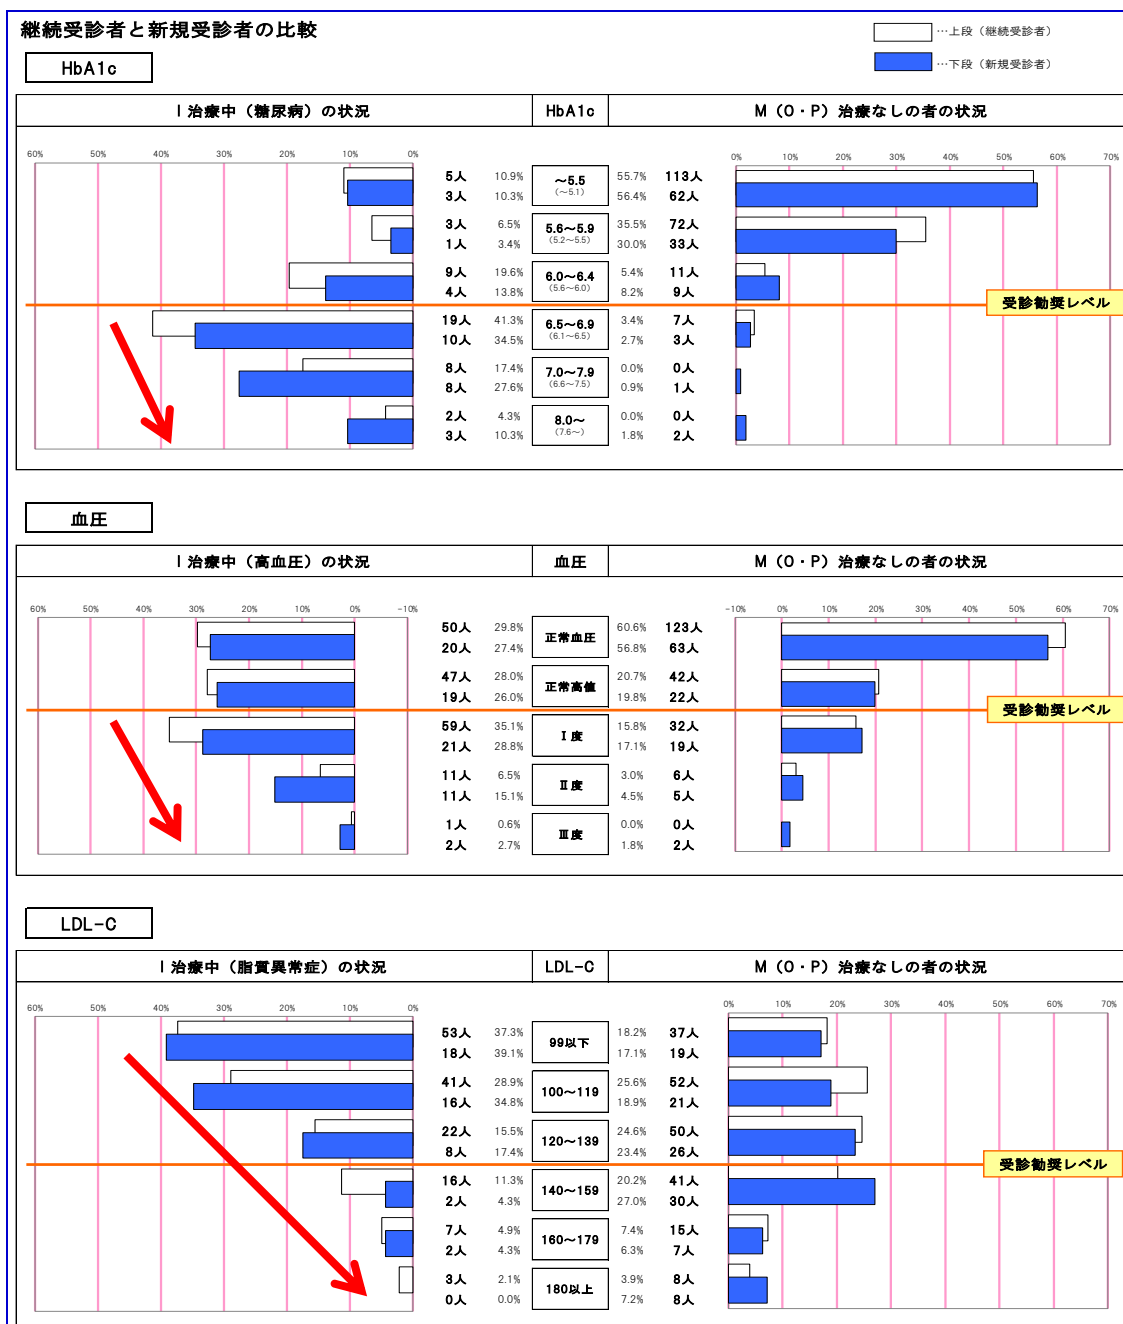 継続受診者と新規受診者の比較
…上段（継続受診者）
…下段（新規受診者）
HbA1c
Ⅰ治療中（糖尿病）の状況 HbA1c M（O・P）治療なしの者の状況
60% 50% 40% 30% 20% 10% 0% 0% 10% 20% 30% 40% 50% 60% 70%
5人 10.9% ～5.5 55.7% 113人
3人 10.3% （～5.1） 56.4% 62人
3人 6.5% 5.6～5.9 35.5% 72人
1人 3.4% （5.2～5.5） 30.0% 33人
9人 19.6% 6.0～6.4 5.4% 11人
4人 13.8% （5.6～6.0） 8.2% 9人
受診勧奨レベル
19人 41.3% 6.5～6.9 3.4% 7人
10人 34.5% （6.1～6.5） 2.7% 3人
8人 17.4% 7.0～7.9 0.0% 0人
8人 27.6% （6.6～7.5） 0.9% 1人
2人 4.3% 8.0～ 0.0% 0人
3人 10.3% （7.6～） 1.8% 2人
血圧
Ⅰ治療中（高血圧）の状況 血圧 M（O・P）治療なしの者の状況
60% 50% 40% 30% 20% 10% 0% -10% -10% 0% 10% 20% 30% 40% 50% 60% 70%
50人 29.8% 正常血圧 60.6% 123人
20人 27.4% 56.8% 63人
47人 28.0% 正常高値 20.7% 42人
19人 26.0% 19.8% 22人
受診勧奨レベル
59人 35.1% Ⅰ度 15.8% 32人
21人 28.8% 17.1% 19人
11人 6.5% Ⅱ度 3.0% 6人
11人 15.1% 4.5% 5人
1人 0.6% Ⅲ度 0.0% 0人
2人 2.7% 1.8% 2人
LDL-C
Ⅰ治療中（脂質異常症）の状況 LDL-C M（O・P）治療なしの者の状況
60% 50% 40% 30% 20% 10% 0% 0% 10% 20% 30% 40% 50% 60% 70%
53人 37.3% 99以下 18.2% 37人
18人 39.1% 17.1% 19人
41人 28.9% 100～119 25.6% 52人
16人 34.8% 18.9% 21人
22人 15.5% 120～139 24.6% 50人
8人 17.4% 23.4% 26人
受診勧奨レベル
16人 11.3% 140～159 20.2% 41人
2人 4.3% 27.0% 30人
7人 4.9% 160～179 7.4% 15人
2人 4.3% 6.3% 7人
3人 2.1% 180以上 3.9% 8人
0人 0.0% 7.2% 8人